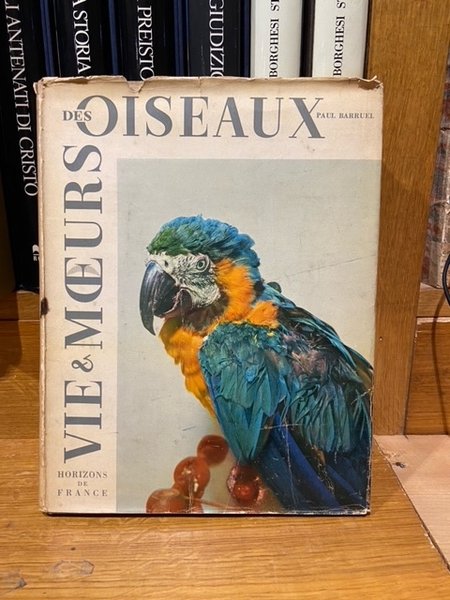 VIE & MŒURS
DES OISEAUX
PAUL BARRUEL
HORIZONS
DE
FRANCE
ANTENATI DI CRISTO
STORIA
PREISTO
GIUDIZIO
BORGHESI
BORGHESI